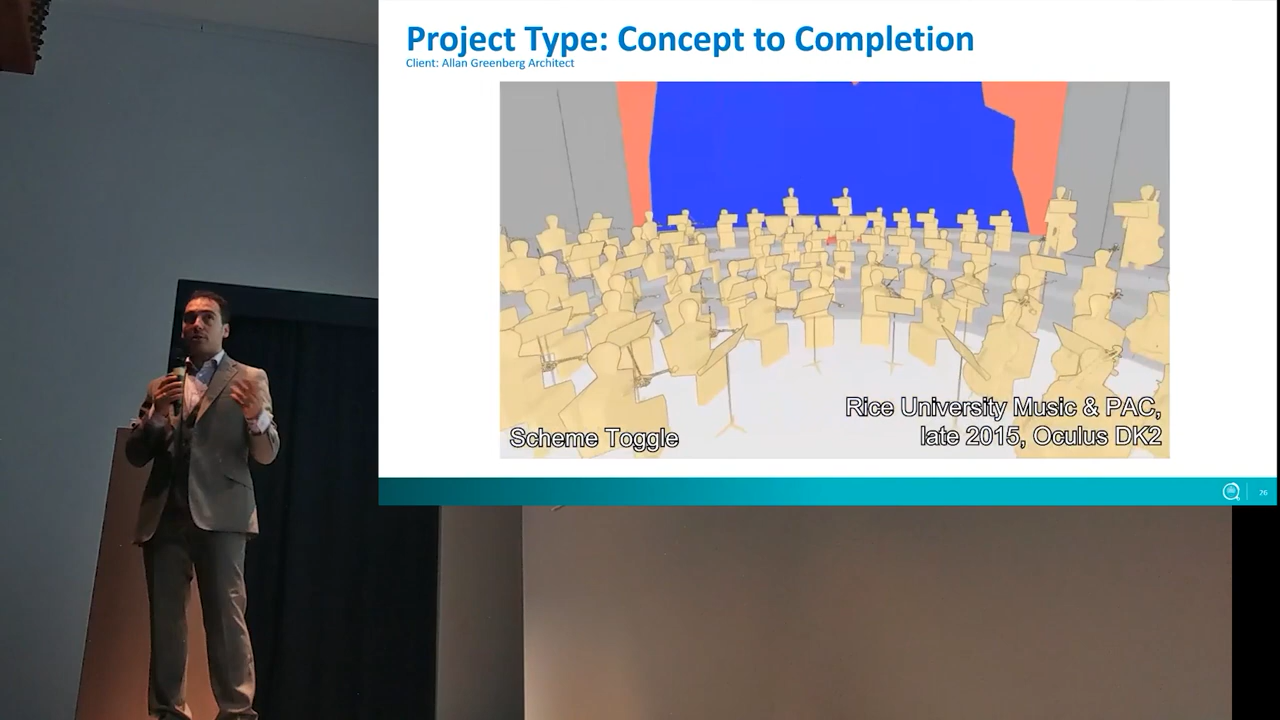 Project Type: Concept to Completion
Client: Allan Greenberg Architect
Scheme Toggle
Rice University Music & PAC,
late 2015, Oculus DK2
26